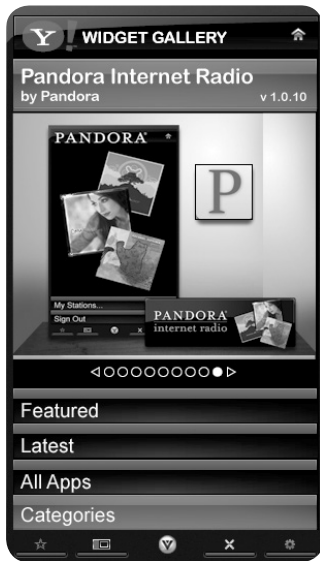 Y! WIDGET GALLERY
Pandora Internet Radio
by Pandora
v 1.0.10
PANDORA
P
My Stations...
Sign Out
PANDORA
internet radio
Featured
Latest
All Apps
Categories